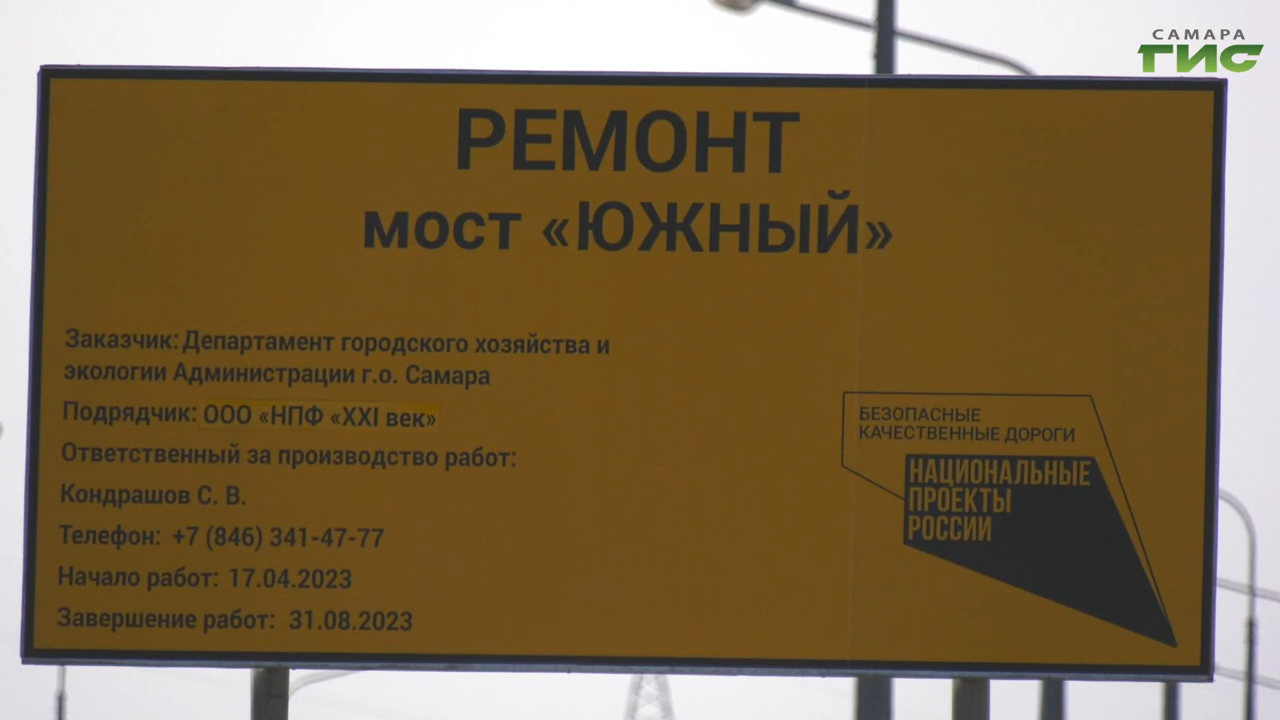 САМАРА
ГИС
РЕМОНТ
мост «ЮЖНЫЙ»
Заказчик: Департамент городского хозяйства и
экологии Администрации г.о. Самара
Подрядчик: ООО «НПФ «XXI век»
Ответственный за производство работ:
Кондрашов С. В.
Телефон: +7 (846) 341-47-77
Начало работ: 17.04.2023
Завершение работ: 31.08.2023
БЕЗОПАСНЫЕ
КАЧЕСТВЕННЫЕ ДОРОГИ
НАЦИОНАЛЬНЫЕ
ПРОЕКТЫ
РОССИИ